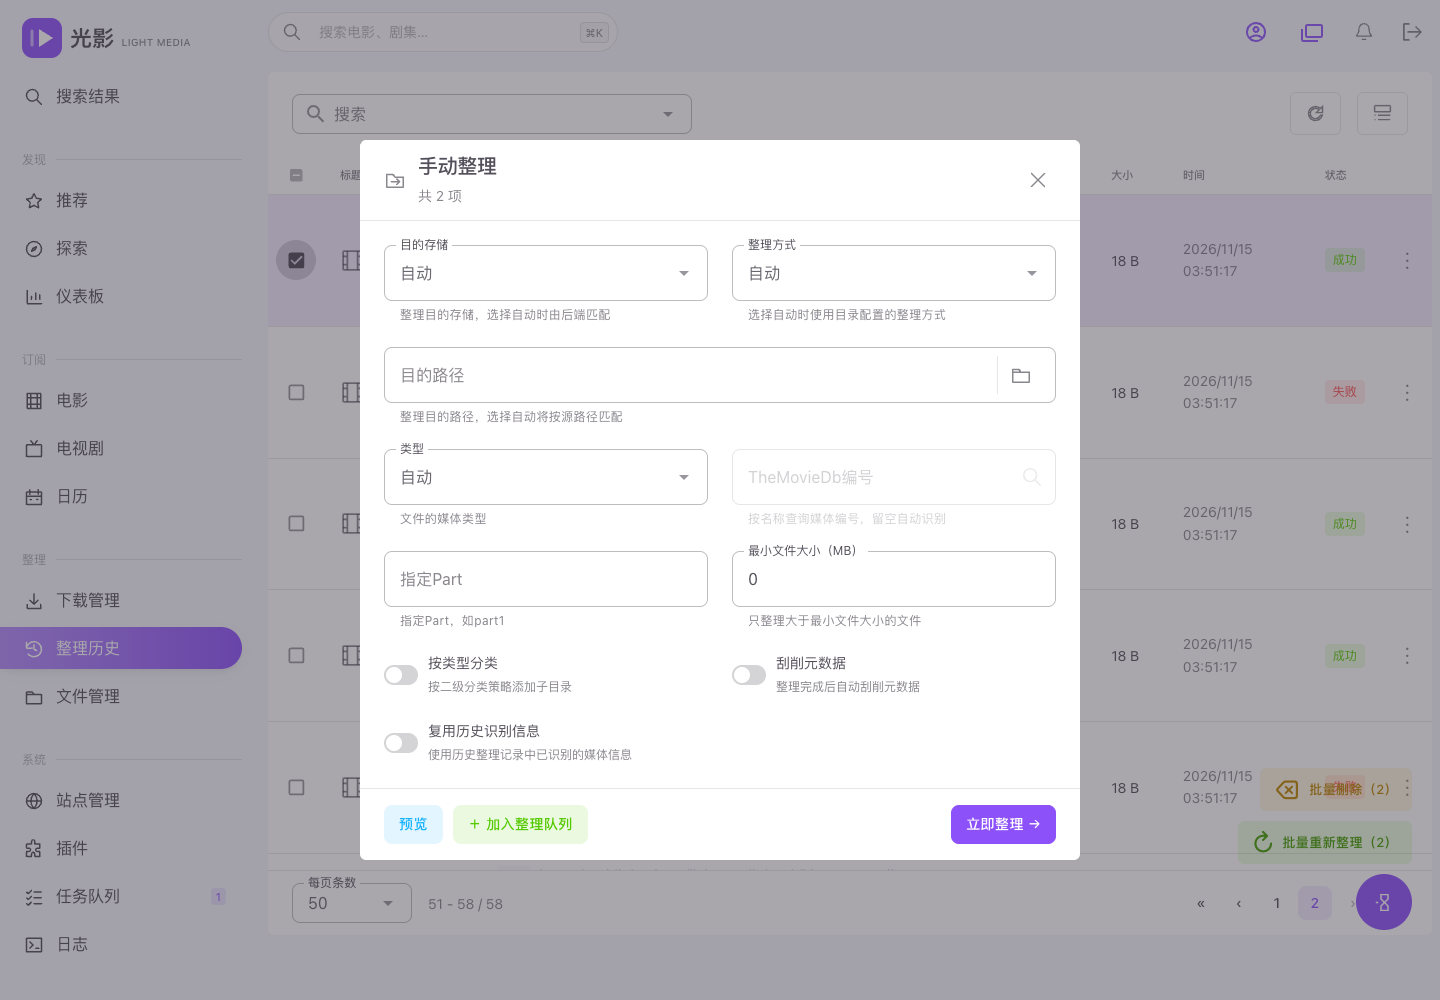 光影 LIGHT MEDIA
搜索电影、剧集...
⌘K
搜索结果
发现
推荐
探索
仪表板
订阅
电影
电视剧
日历
整理
下载管理
整理历史
文件管理
系统
站点管理
插件
任务队列 1
日志
搜索
标题
大小
时间
状态
18 B
2026/11/15
03:51:17
成功
18 B
2026/11/15
03:51:17
失败
18 B
2026/11/15
03:51:17
成功
18 B
2026/11/15
03:51:17
成功
18 B
2026/11/15
03:51:17
手动整理
共 2 项
目的存储
自动
整理目的存储，选择自动时由后端匹配
整理方式
自动
选择自动时使用目录配置的整理方式
目的路径
整理目的路径，选择自动将按源路径匹配
类型
自动
文件的媒体类型
TheMovieDb编号
按名称查询媒体编号，留空自动识别
指定Part
指定Part，如part1
最小文件大小（MB）
0
只整理大于最小文件大小的文件
按类型分类
按二级分类策略添加子目录
刮削元数据
整理完成后自动刮削元数据
复用历史识别信息
使用历史整理记录中已识别的媒体信息
预览
+ 加入整理队列
立即整理 →
批量删除（2）
批量重新整理（2）
每页条数
50
51 - 58 / 58
« ‹ 1 2 ›